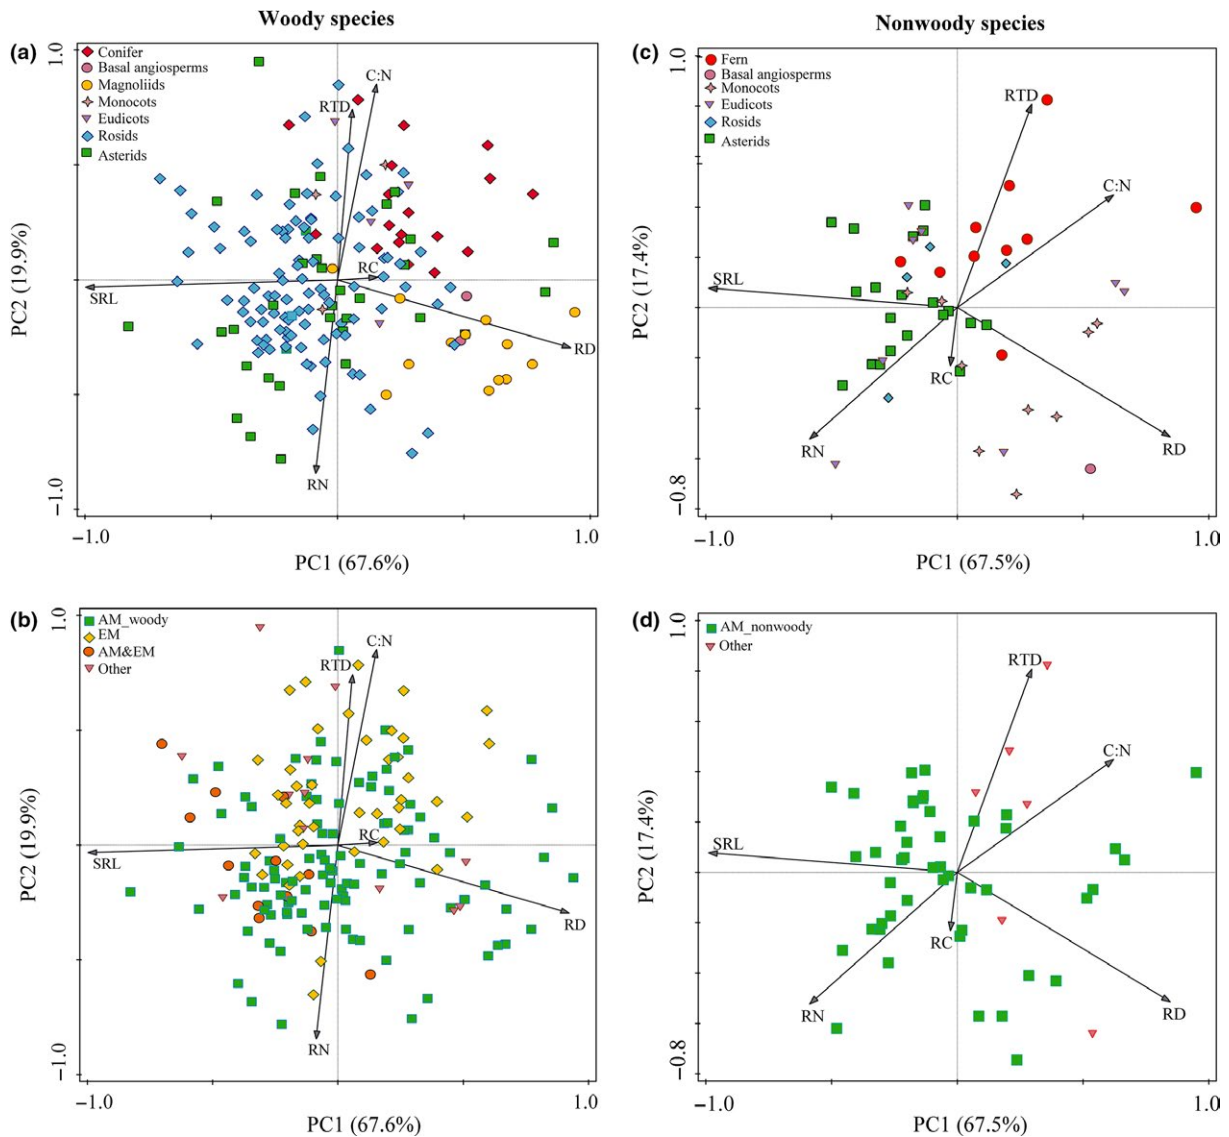 Woody species
Nonwoody species
(a)
Conifer
Basal angiosperms
Magnoliids
Monocots
Eudicots
Rosids
Asterids
C:N
RTD
RC
SRL
RD
RN
1.0
PC2 (19.9%)
−1.0
−1.0
1.0
PC1 (67.6%)
(c)
Fern
Basal angiosperms
Monocots
Eudicots
Rosids
Asterids
RTD
C:N
SRL
RC
RN
RD
1.0
PC2 (17.4%)
−0.8
−1.0
1.0
PC1 (67.5%)
(b)
AM_woody
EM
AM&EM
Other
C:N
RTD
RC
SRL
RD
RN
1.0
PC2 (19.9%)
−1.0
−1.0
1.0
PC1 (67.6%)
(d)
AM_nonwoody
Other
RTD
C:N
SRL
RC
RN
RD
1.0
PC2 (17.4%)
−0.8
−1.0
1.0
PC1 (67.5%)